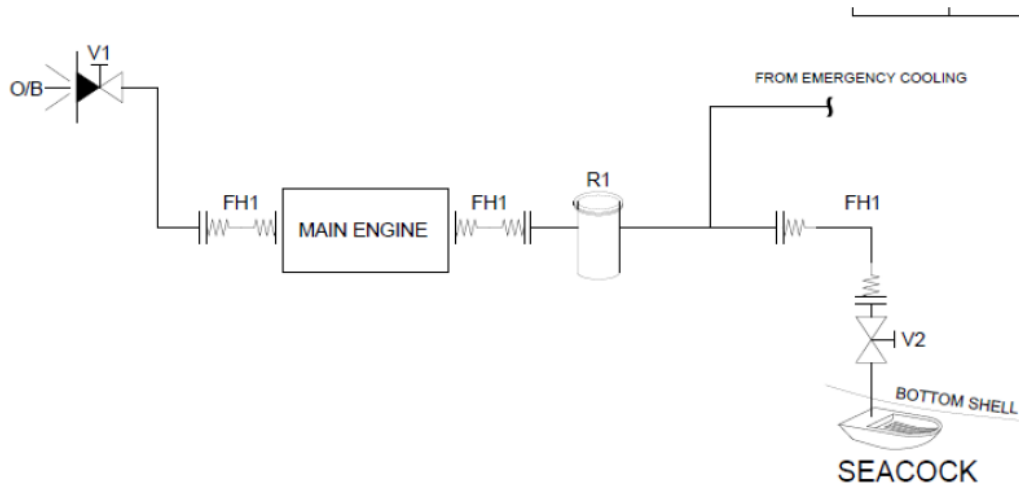 V1
O/B
FROM EMERGENCY COOLING
R1
FH1
FH1
FH1
MAIN ENGINE
V2
BOTTOM SHELL
SEACOCK